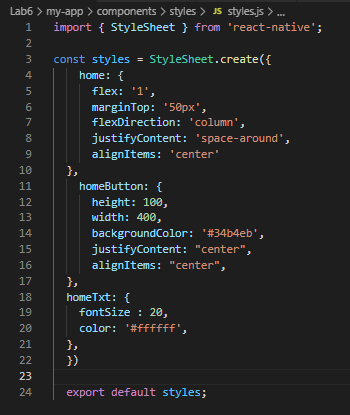 Lab6 > my-app > components > styles > JS styles.js > ...
1 import { StyleSheet } from 'react-native';
2
3 const styles = StyleSheet.create({
4 home: {
5 flex: '1',
6 marginTop: '50px',
7 flexDirection: 'column',
8 justifyContent: 'space-around',
9 alignItems: 'center'
10 },
11 homeButton: {
12 height: 100,
13 width: 400,
14 backgroundColor: '#34b4eb',
15 justifyContent: "center",
16 alignItems: "center",
17 },
18 homeTxt: {
19 fontSize : 20,
20 color: '#ffffff',
21 },
22 })
23
24 export default styles;